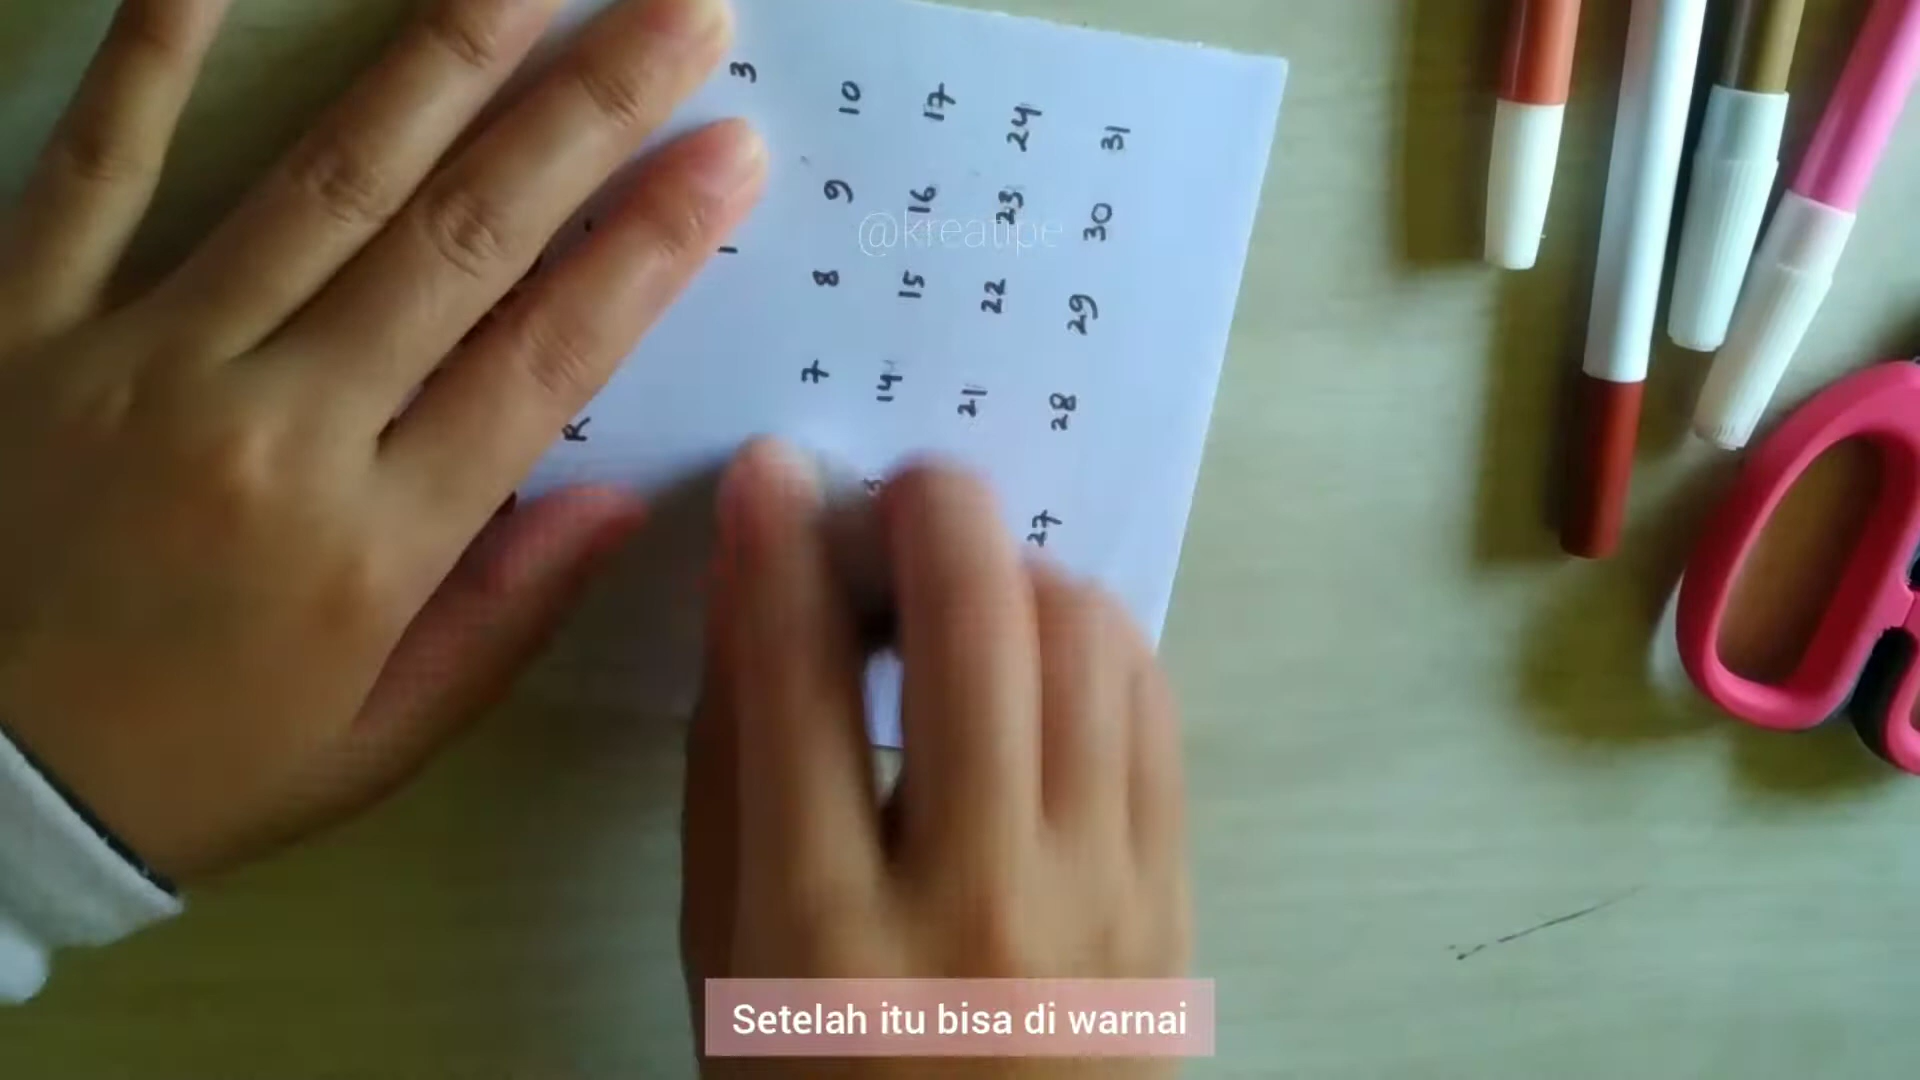 R
1 3
7 8 9 10
14 15 16 17
21 22 23 24
27 28 29 30 31
@kreatipe
Setelah itu bisa di warnai